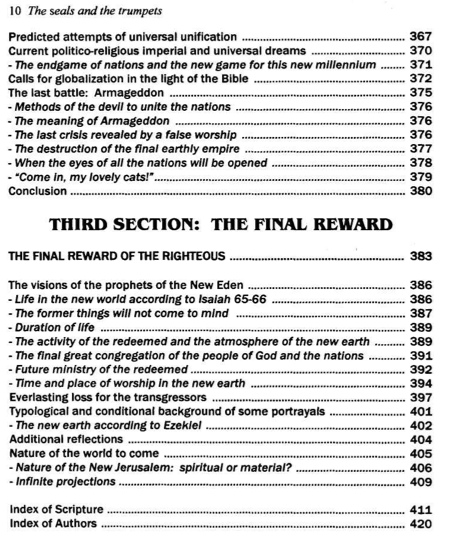 10 The seals and the trumpets
Predicted attempts of universal unification ........ 367
Current politico-religious imperial and universal dreams ........ 370
- The endgame of nations and the new game for this new millennium ........ 371
Calls for globalization in the light of the Bible ........ 372
The last battle: Armageddon ........ 375
- Methods of the devil to unite the nations ........ 376
- The meaning of Armageddon ........ 376
- The last crisis revealed by a false worship ........ 376
- The destruction of the final earthly empire ........ 377
- When the eyes of all the nations will be opened ........ 378
- "Come in, my lovely cats!" ........ 379
Conclusion ........ 380
THIRD SECTION: THE FINAL REWARD
THE FINAL REWARD OF THE RIGHTEOUS ........ 383
The visions of the prophets of the New Eden ........ 386
- Life in the new world according to Isaiah 65-66 ........ 386
- The former things will not come to mind ........ 387
- Duration of life ........ 389
- The activity of the redeemed and the atmosphere of the new earth ........ 389
- The final great congregation of the people of God and the nations ........ 391
- Future ministry of the redeemed ........ 392
- Time and place of worship in the new earth ........ 394
Everlasting loss for the transgressors ........ 397
Typological and conditional background of some portrayals ........ 401
- The new earth according to Ezekiel ........ 402
Additional reflections ........ 404
Nature of the world to come ........ 405
- Nature of the New Jerusalem: spiritual or material? ........ 406
- Infinite projections ........ 409
Index of Scripture ........ 411
Index of Authors ........ 420